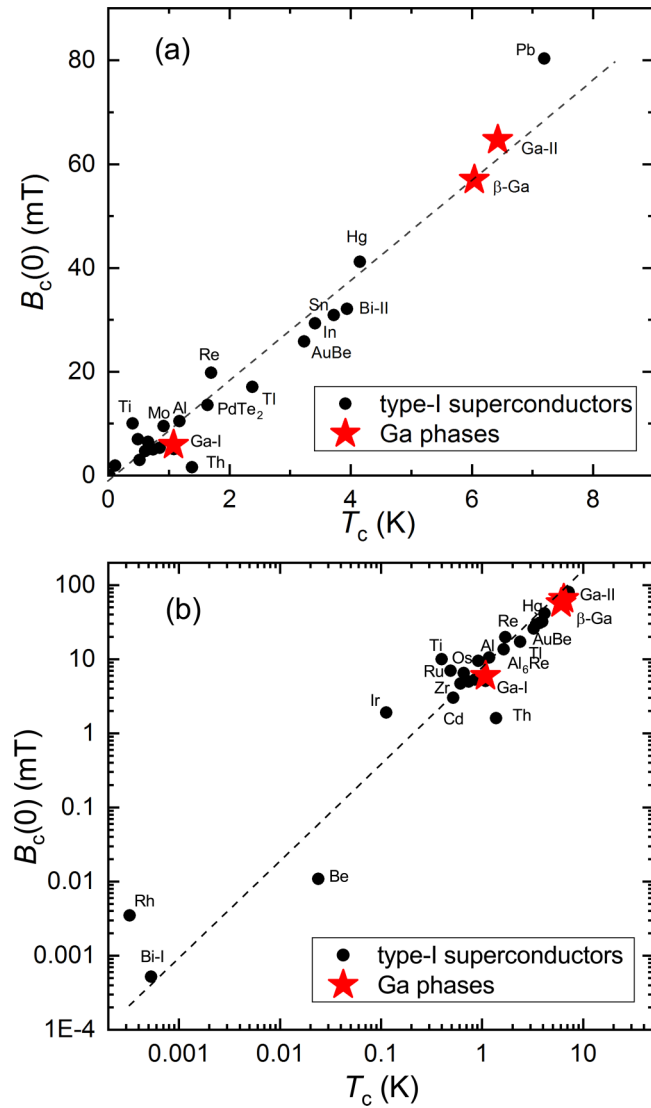 (a)
80
60
40
20
0
Bc(0) (mT)
Pb
Ga-II
β-Ga
Hg
Sn
Bi-II
In
AuBe
Re
Tl
Ti
Mo
Al
PdTe₂
Ga-I
Th
type-I superconductors
Ga phases
0
2
4
6
8
Tc (K)
(b)
100
10
1
0.1
0.01
0.001
1E-4
Bc(0) (mT)
Ga-II
Hg
β-Ga
Re
AuBe
Ti
Os
Al
Tl
Ru
Al₆Re
Zr
Ga-I
Ir
Cd
Th
Be
Rh
Bi-I
type-I superconductors
Ga phases
0.001
0.01
0.1
1
10
Tc (K)